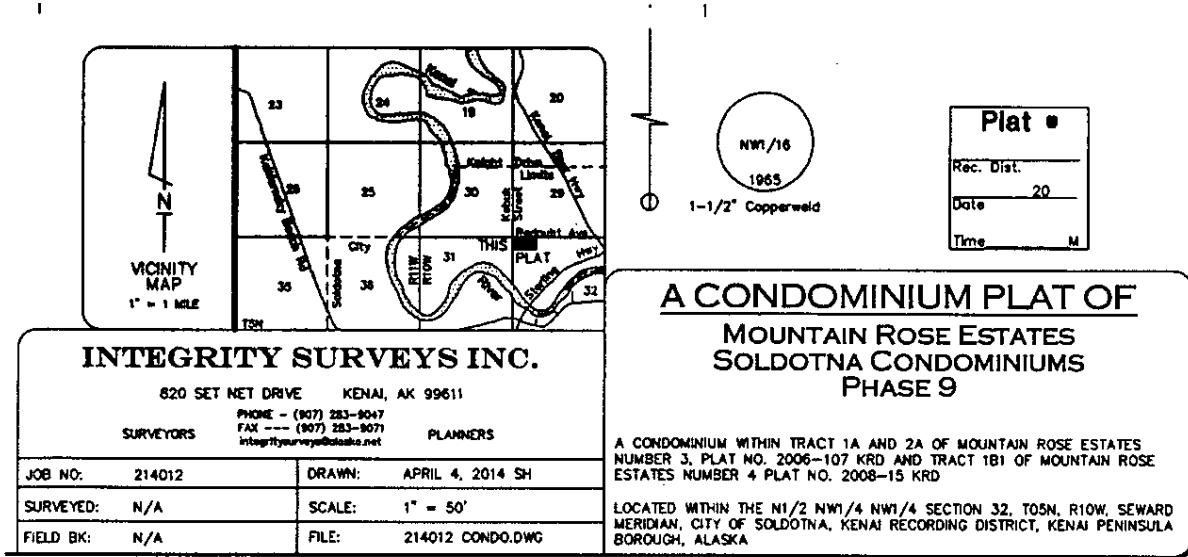 23
24
Kenai
19
20
Kenai Spur Hwy
Kalifornsky Beach Rd
26
25
Knight Drive
Limits
30
Kobuk
Street
29
Redoubt Ave
City
THIS
PLAT
31
R11W
R10W
Soldotna
35
36
River
Sterling Hwy
32
T5N
N
VICINITY
MAP
1" = 1 MILE
NW1/16
1965
1-1/2" Copperweld
Plat #
Rec. Dist.
20
Date
Time M
INTEGRITY SURVEYS INC.
820 SET NET DRIVE KENAI, AK 99611
PHONE - (907) 283-9047
FAX --- (907) 283-9071
integritysurveys@alaska.net
SURVEYORS PLANNERS
JOB NO: 214012 DRAWN: APRIL 4, 2014 SH
SURVEYED: N/A SCALE: 1" = 50'
FIELD BK: N/A FILE: 214012 CONDO.DWG
A CONDOMINIUM PLAT OF
MOUNTAIN ROSE ESTATES
SOLDOTNA CONDOMINIUMS
PHASE 9
A CONDOMINIUM WITHIN TRACT 1A AND 2A OF MOUNTAIN ROSE ESTATES
NUMBER 3, PLAT NO. 2006-107 KRD AND TRACT 1B1 OF MOUNTAIN ROSE
ESTATES NUMBER 4 PLAT NO. 2008-15 KRD
LOCATED WITHIN THE N1/2 NW1/4 NW1/4 SECTION 32, T05N, R10W, SEWARD
MERIDIAN, CITY OF SOLDOTNA, KENAI RECORDING DISTRICT, KENAI PENINSULA
BOROUGH, ALASKA